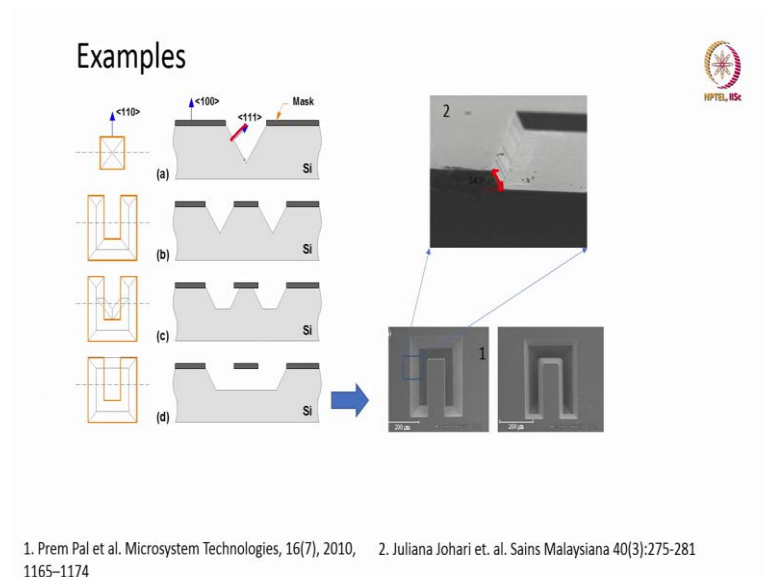 Examples
NPTEL, IISc
<110>
<100>
<111>
Mask
Si
(a)
Si
(b)
Si
(c)
Si
(d)
2
54.7°
1
200 µm
200 µm
1. Prem Pal et al. Microsystem Technologies, 16(7), 2010,
1165–1174
2. Juliana Johari et. al. Sains Malaysiana 40(3):275-281